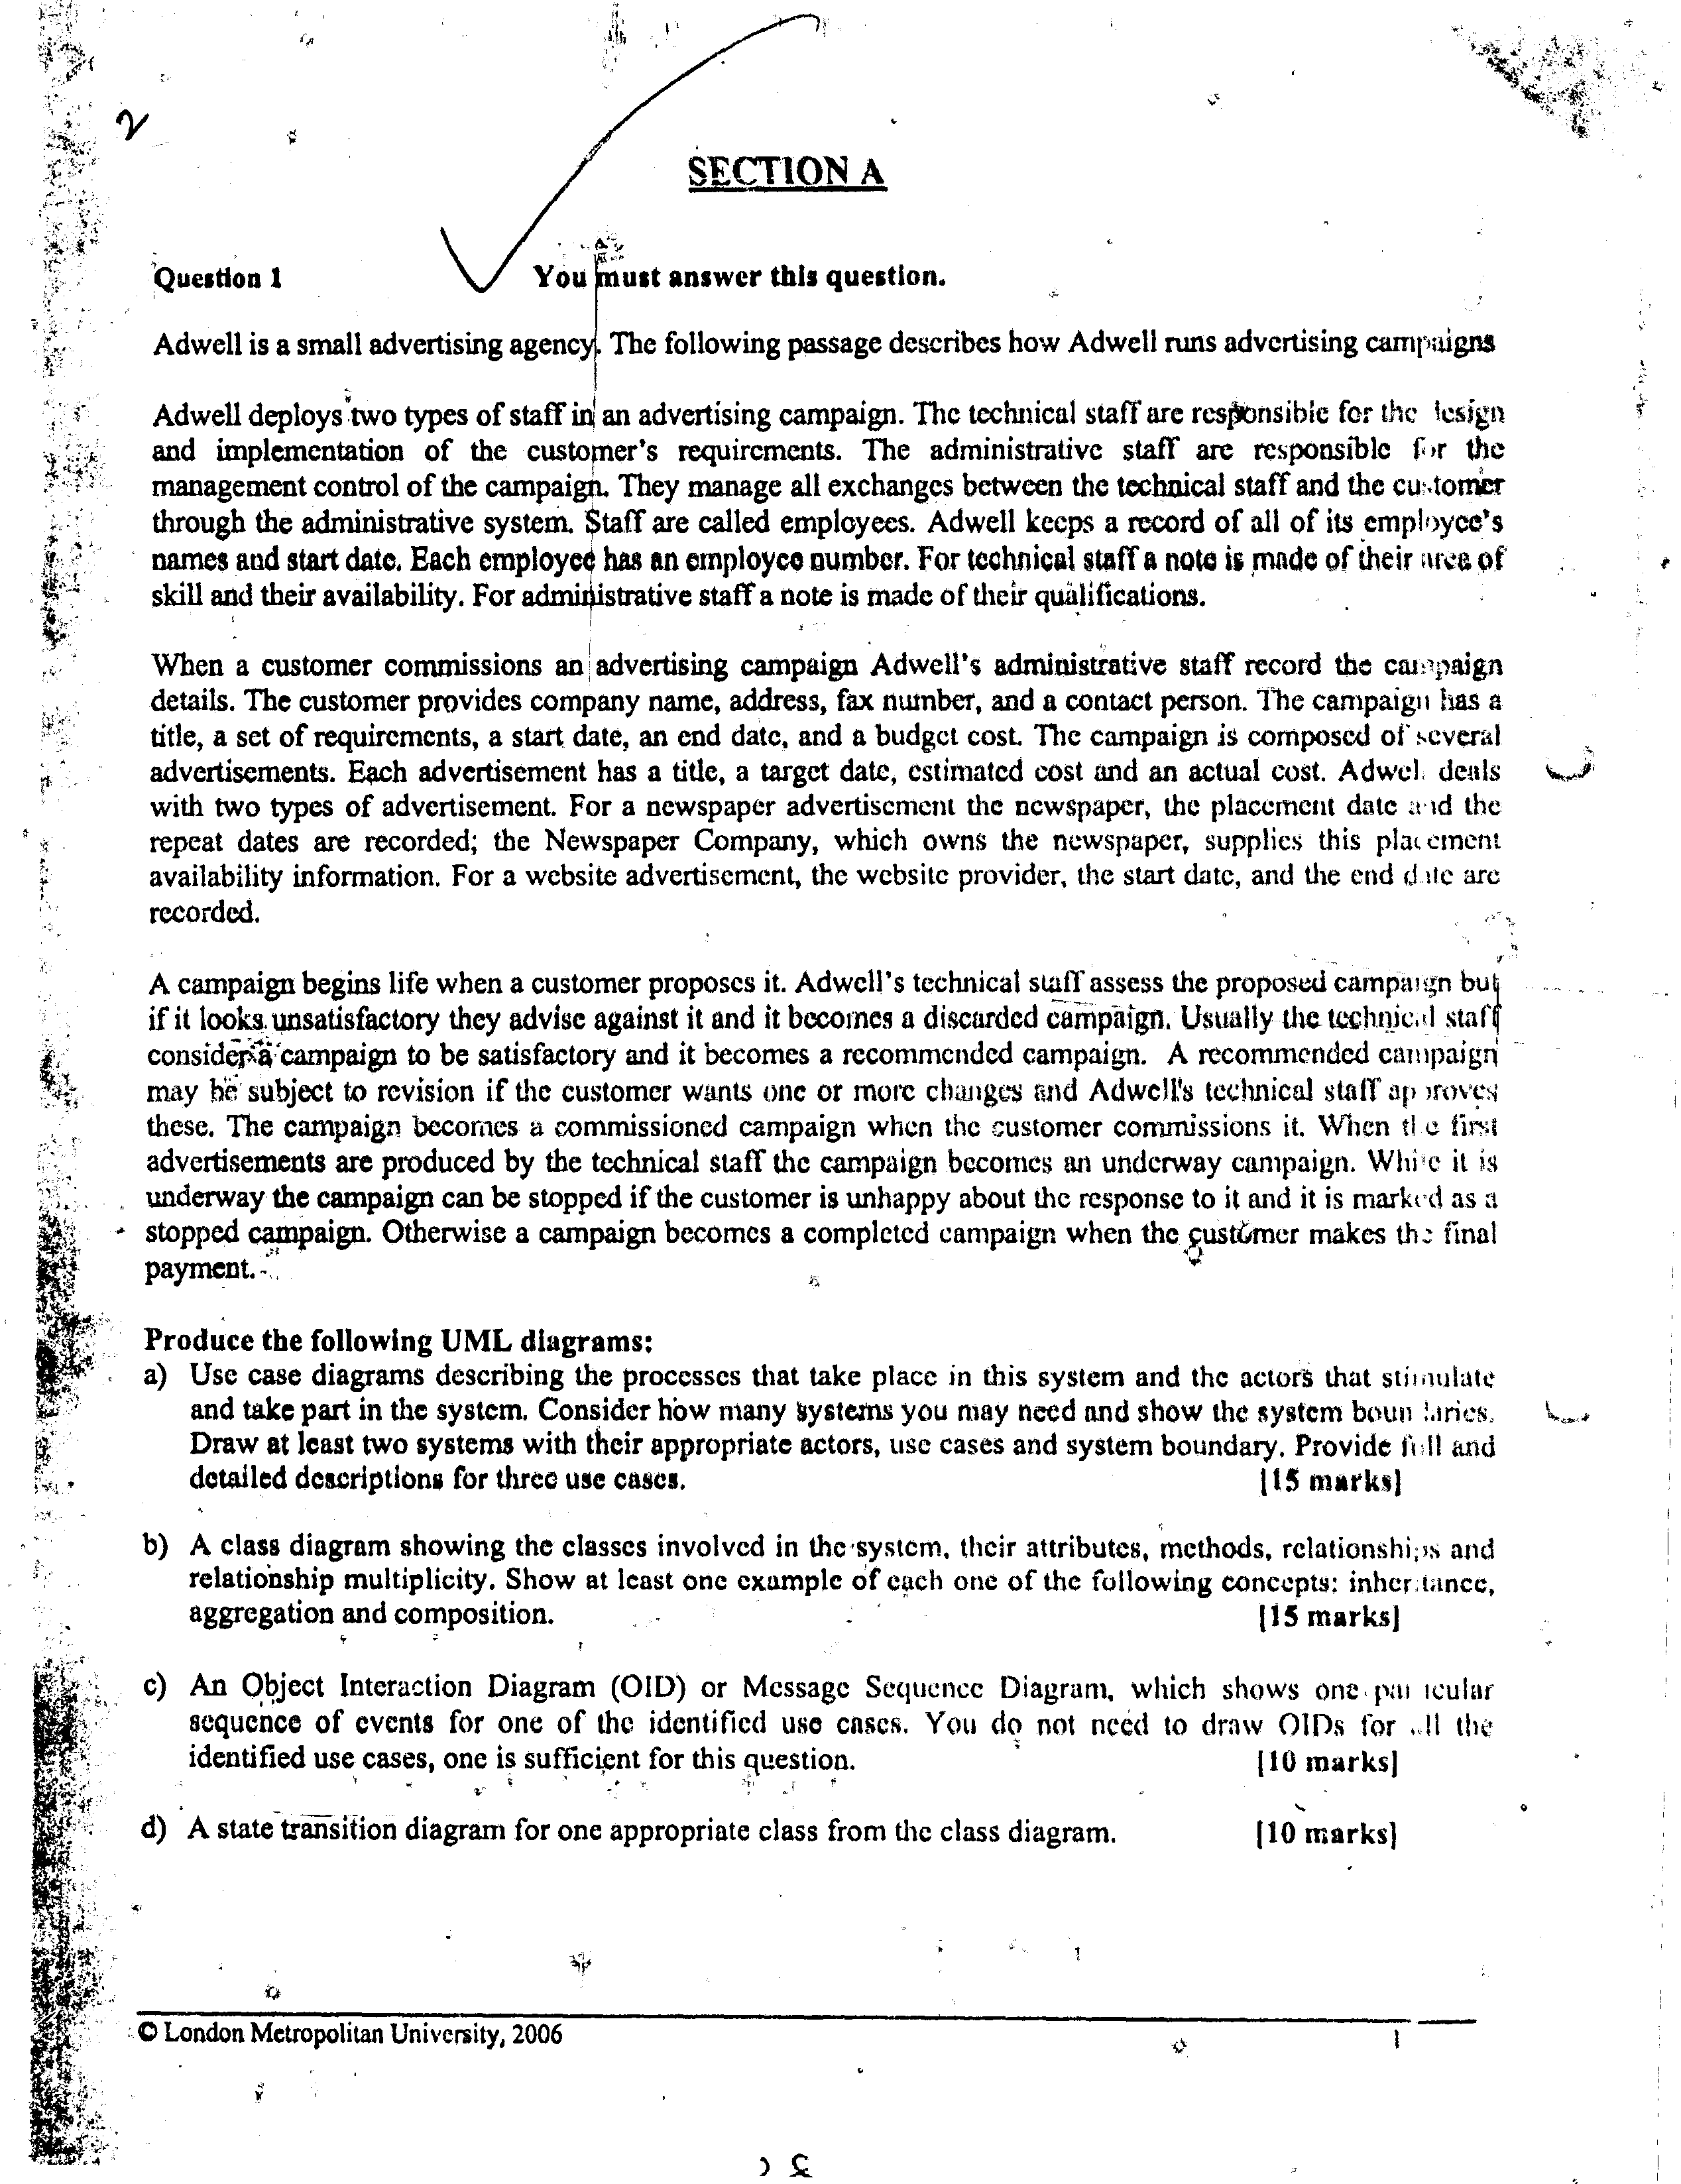 2
SECTION A
Question 1 You must answer this question.
Adwell is a small advertising agency. The following passage describes how Adwell runs advertising campaigns
Adwell deploys two types of staff in an advertising campaign. The technical staff are responsible for the design
and implementation of the customer's requirements. The administrative staff are responsible for the
management control of the campaign. They manage all exchanges between the technical staff and the customer
through the administrative system. Staff are called employees. Adwell keeps a record of all of its employee's
names and start date. Each employee has an employee number. For technical staff a note is made of their area of
skill and their availability. For administrative staff a note is made of their qualifications.
When a customer commissions an advertising campaign Adwell's administrative staff record the campaign
details. The customer provides company name, address, fax number, and a contact person. The campaign has a
title, a set of requirements, a start date, an end date, and a budget cost. The campaign is composed of several
advertisements. Each advertisement has a title, a target date, estimated cost and an actual cost. Adwell deals
with two types of advertisement. For a newspaper advertisement the newspaper, the placement date and the
repeat dates are recorded; the Newspaper Company, which owns the newspaper, supplies this placement
availability information. For a website advertisement, the website provider, the start date, and the end date are
recorded.
A campaign begins life when a customer proposes it. Adwell's technical staff assess the proposed campaign but
if it looks unsatisfactory they advise against it and it becomes a discarded campaign. Usually the technical staff
consider a campaign to be satisfactory and it becomes a recommended campaign. A recommended campaign
may be subject to revision if the customer wants one or more changes and Adwell's technical staff approves
these. The campaign becomes a commissioned campaign when the customer commissions it. When the first
advertisements are produced by the technical staff the campaign becomes an underway campaign. While it is
underway the campaign can be stopped if the customer is unhappy about the response to it and it is marked as a
stopped campaign. Otherwise a campaign becomes a completed campaign when the customer makes the final
payment.
Produce the following UML diagrams:
a) Use case diagrams describing the processes that take place in this system and the actors that stimulate
and take part in the system. Consider how many systems you may need and show the system boundaries.
Draw at least two systems with their appropriate actors, use cases and system boundary. Provide full and
detailed descriptions for three use cases. [15 marks]
b) A class diagram showing the classes involved in the system, their attributes, methods, relationships and
relationship multiplicity. Show at least one example of each one of the following concepts: inheritance,
aggregation and composition. [15 marks]
c) An Object Interaction Diagram (OID) or Message Sequence Diagram, which shows one particular
sequence of events for one of the identified use cases. You do not need to draw OIDs for all the
identified use cases, one is sufficient for this question. [10 marks]
d) A state transition diagram for one appropriate class from the class diagram. [10 marks]
© London Metropolitan University, 2006 1